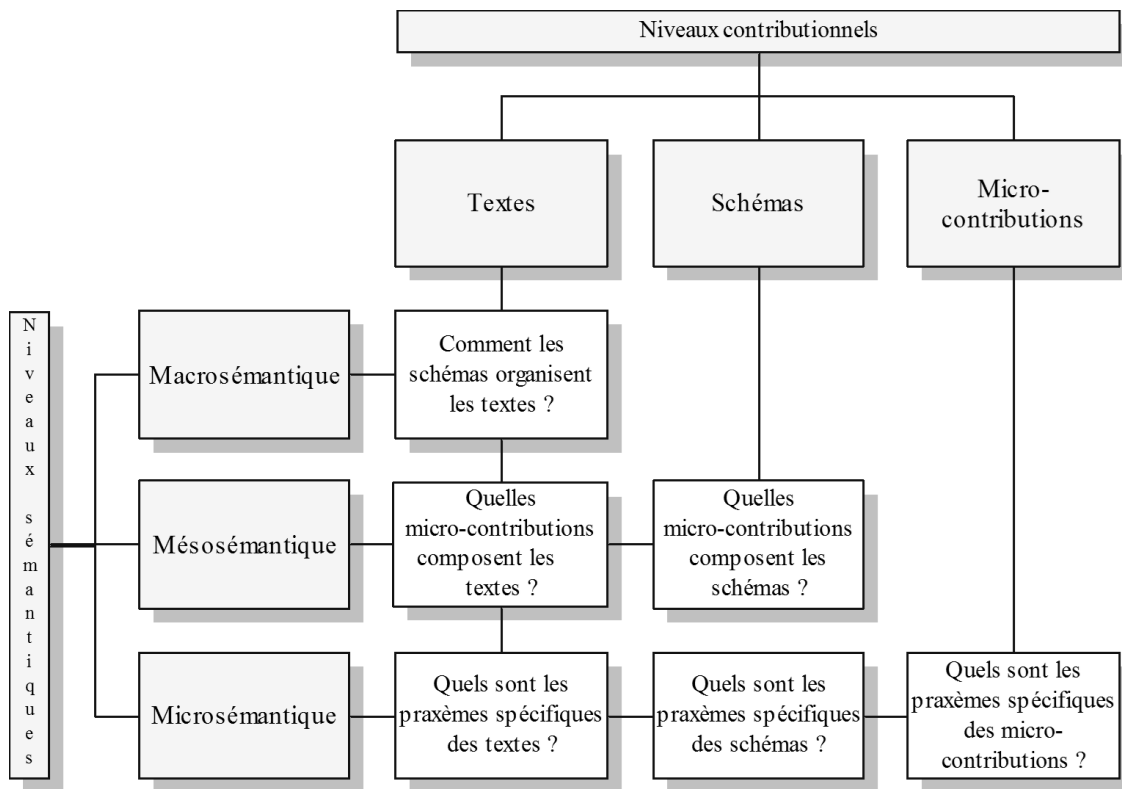 Niveaux contributionnels
Textes
Schémas
Micro-
contributions
Niveaux sémantiques
Macrosémantique
Comment les
schémas organisent
les textes ?
Mésosémantique
Quelles
micro-contributions
composent les
textes ?
Quelles
micro-contributions
composent les
schémas ?
Microsémantique
Quels sont les
praxèmes spécifiques
des textes ?
Quels sont les
praxèmes spécifiques
des schémas ?
Quels sont les
praxèmes spécifiques
des micro-
contributions ?